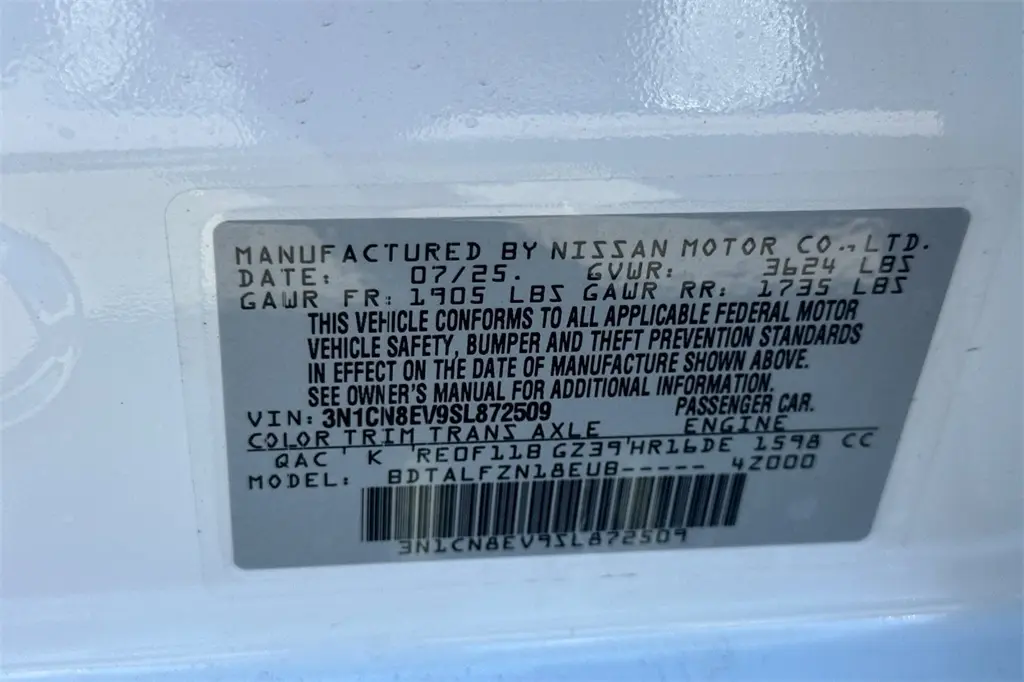 MANUFACTURED BY NISSAN MOTOR CO., LTD.
DATE: 07/25. GVWR: 3624 LBS
GAWR FR: 1905 LBS GAWR RR: 1735 LBS
THIS VEHICLE CONFORMS TO ALL APPLICABLE FEDERAL MOTOR
VEHICLE SAFETY, BUMPER AND THEFT PREVENTION STANDARDS
IN EFFECT ON THE DATE OF MANUFACTURE SHOWN ABOVE.
SEE OWNER'S MANUAL FOR ADDITIONAL INFORMATION.
VIN: 3N1CN8EV9SL872509 PASSENGER CAR.
COLOR TRIM TRANS AXLE ENGINE
QAC K RE0F11B GZ39 HR16DE 1598 CC
MODEL: BDTALFZN18EUB----- 4Z000
3N1CN8EV9SL872509